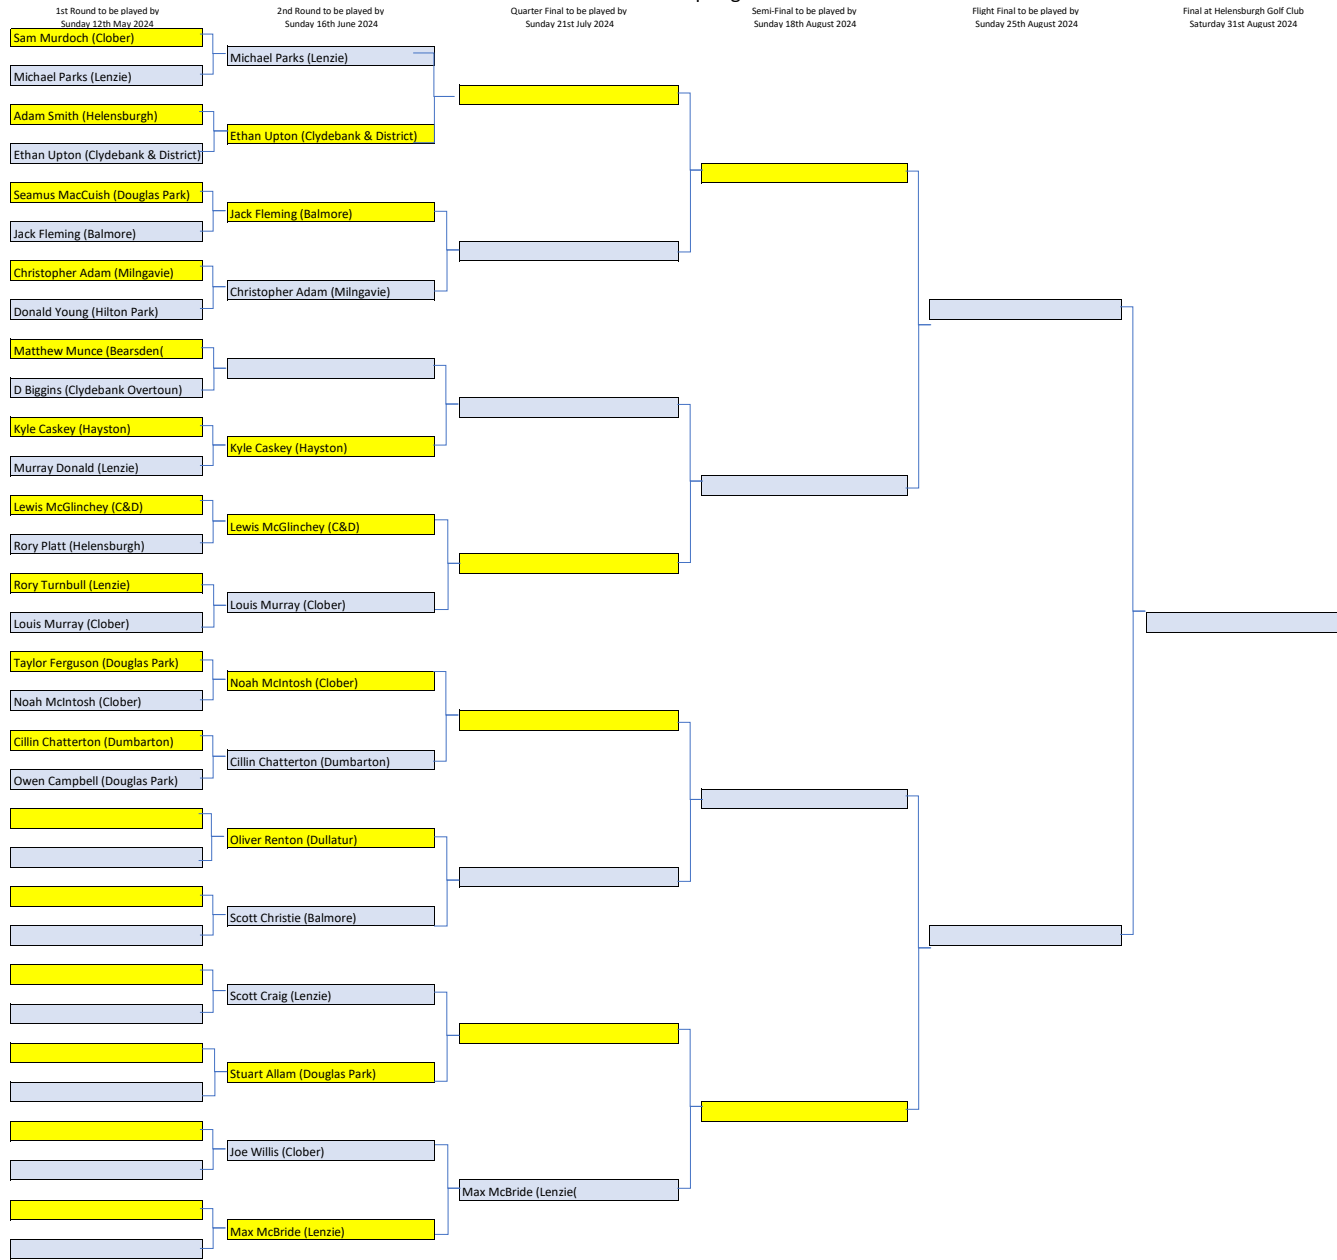 1st Round to be played by
Sunday 12th May 2024
2nd Round to be played by
Sunday 16th June 2024
Quarter Final to be played by
Sunday 21st July 2024
Semi-Final to be played by
Sunday 18th August 2024
Flight Final to be played by
Sunday 25th August 2024
Final at Helensburgh Golf Club
Saturday 31st August 2024
Sam Murdoch (Clober)
Michael Parks (Lenzie)
Adam Smith (Helensburgh)
Ethan Upton (Clydebank & District)
Seamus MacCuish (Douglas Park)
Jack Fleming (Balmore)
Christopher Adam (Milngavie)
Donald Young (Hilton Park)
Matthew Munce (Bearsden(
D Biggins (Clydebank Overtoun)
Kyle Caskey (Hayston)
Murray Donald (Lenzie)
Lewis McGlinchey (C&D)
Rory Platt (Helensburgh)
Rory Turnbull (Lenzie)
Louis Murray (Clober)
Taylor Ferguson (Douglas Park)
Noah McIntosh (Clober)
Cillin Chatterton (Dumbarton)
Owen Campbell (Douglas Park)
Michael Parks (Lenzie)
Ethan Upton (Clydebank & District)
Jack Fleming (Balmore)
Christopher Adam (Milngavie)
Kyle Caskey (Hayston)
Lewis McGlinchey (C&D)
Louis Murray (Clober)
Noah McIntosh (Clober)
Cillin Chatterton (Dumbarton)
Oliver Renton (Dullatur)
Scott Christie (Balmore)
Scott Craig (Lenzie)
Stuart Allam (Douglas Park)
Joe Willis (Clober)
Max McBride (Lenzie)
Max McBride (Lenzie(